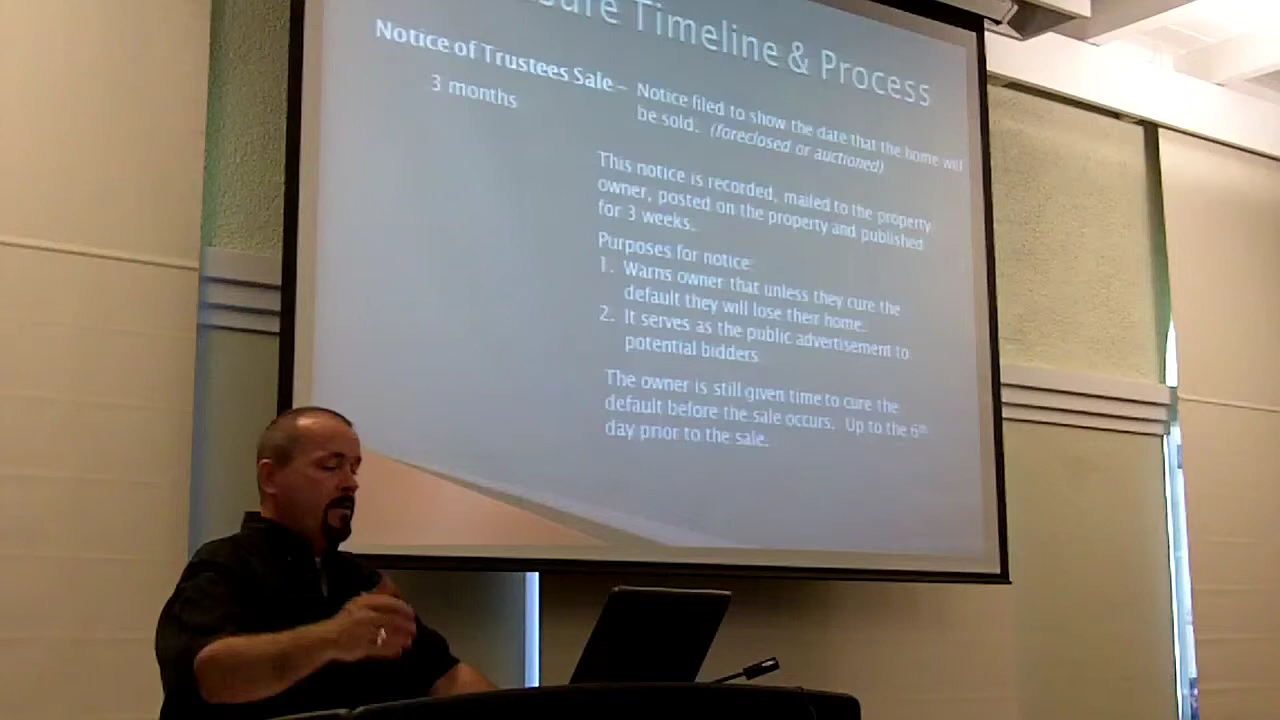 Timeline & Process
Notice of Trustees Sale – Notice filed to show the date that the home will
3 months
be sold. (foreclosed or auctioned)
This notice is recorded, mailed to the property
owner, posted on the property and published
for 3 weeks.
Purposes for notice:
1. Warns owner that unless they cure the
default they will lose their home.
2. It serves as the public advertisement to
potential bidders.
The owner is still given time to cure the
default before the sale occurs. Up to the 6th
day prior to the sale.